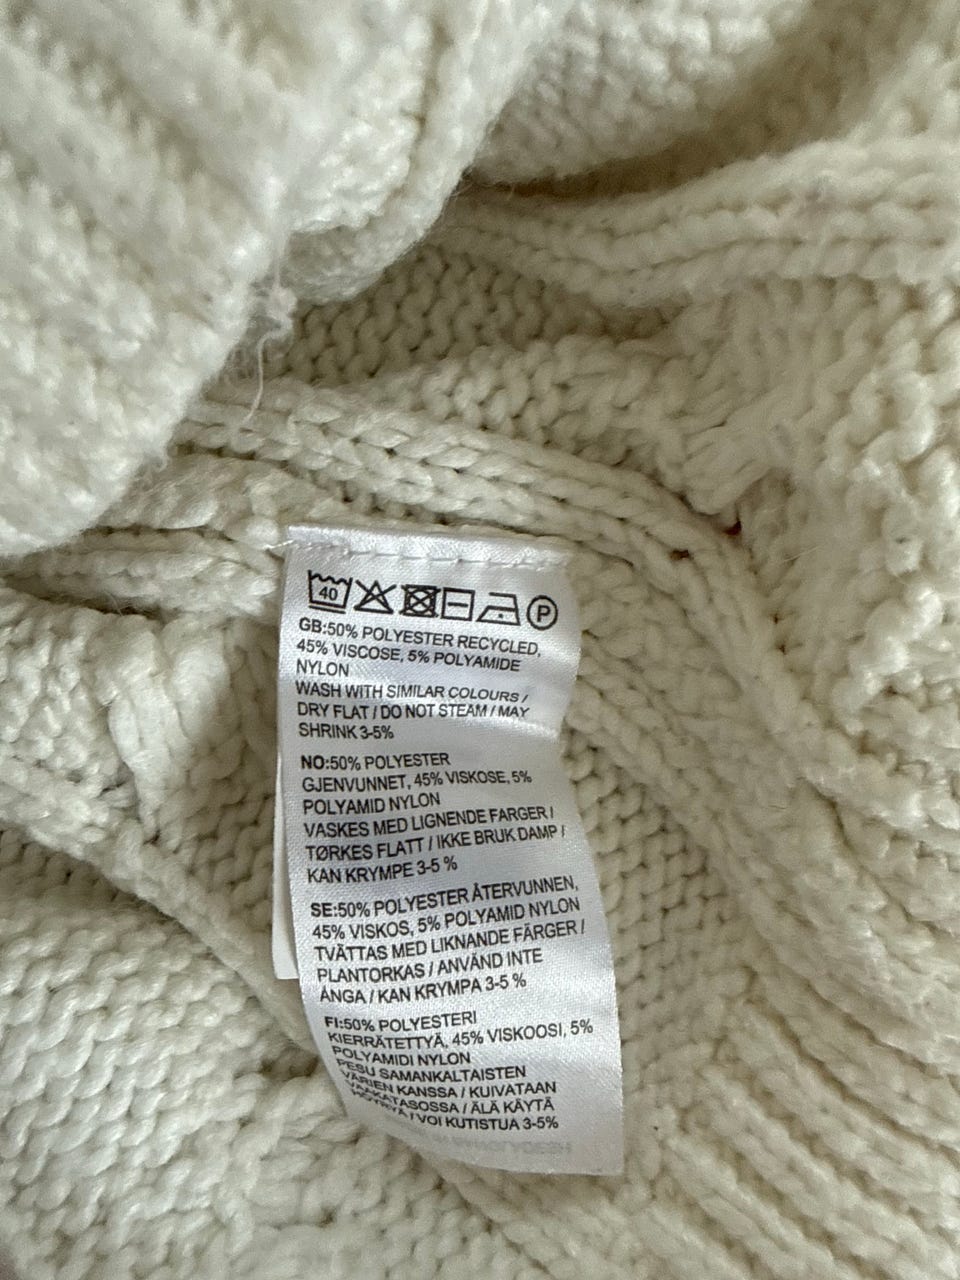 40 P
GB:50% POLYESTER RECYCLED,
45% VISCOSE, 5% POLYAMIDE
NYLON
WASH WITH SIMILAR COLOURS /
DRY FLAT / DO NOT STEAM / MAY
SHRINK 3-5%
NO:50% POLYESTER
GJENVUNNET, 45% VISKOSE, 5%
POLYAMID NYLON
VASKES MED LIGNENDE FARGER /
TØRKES FLATT / IKKE BRUK DAMP /
KAN KRYMPE 3-5 %
SE:50% POLYESTER ÅTERVUNNEN,
45% VISKOS, 5% POLYAMID NYLON
TVÄTTAS MED LIKNANDE FÄRGER /
PLANTORKAS / ANVÄND INTE
ÅNGA / KAN KRYMPA 3-5 %
FI:50% POLYESTERI
KIERRÄTETTYÄ, 45% VISKOOSI, 5%
POLYAMIDI NYLON
PESU SAMANKALTAISTEN
VÄRIEN KANSSA / KUIVATAAN
VAAKATASOSSA / ÄLÄ KÄYTÄ
HÖYRYÄ / VOI KUTISTUA 3-5%